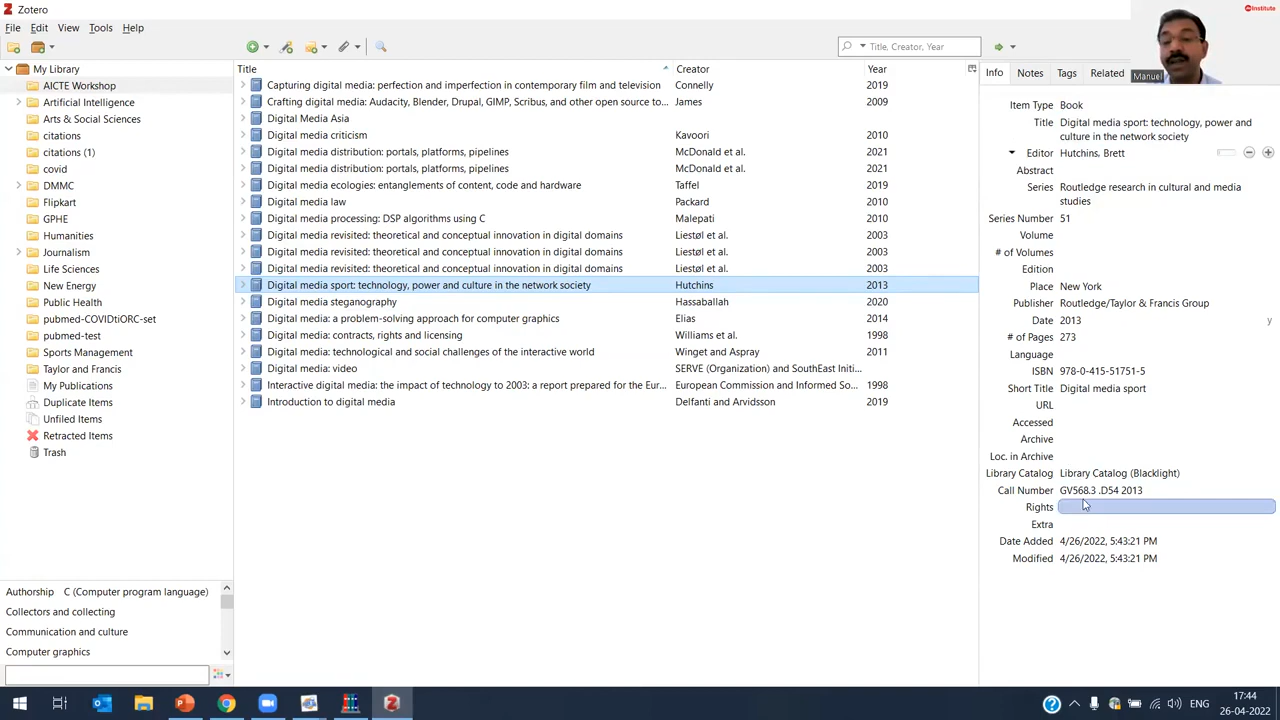 Zotero
Institute
File Edit View Tools Help
Title, Creator, Year
My Library
AICTE Workshop
Artificial Intelligence
Arts & Social Sciences
citations
citations (1)
covid
DMMC
Flipkart
GPHE
Humanities
Journalism
Life Sciences
New Energy
Public Health
pubmed-COVIDtiORC-set
pubmed-test
Sports Management
Taylor and Francis
My Publications
Duplicate Items
Unfiled Items
Retracted Items
Trash
Authorship C (Computer program language)
Collectors and collecting
Communication and culture
Computer graphics
Title Creator Year
Capturing digital media: perfection and imperfection in contemporary film and television Connelly 2019
Crafting digital media: Audacity, Blender, Drupal, GIMP, Scribus, and other open source to... James 2009
Digital Media Asia
Digital media criticism Kavoori 2010
Digital media distribution: portals, platforms, pipelines McDonald et al. 2021
Digital media distribution: portals, platforms, pipelines McDonald et al. 2021
Digital media ecologies: entanglements of content, code and hardware Taffel 2019
Digital media law Packard 2010
Digital media processing: DSP algorithms using C Malepati 2010
Digital media revisited: theoretical and conceptual innovation in digital domains Liestøl et al. 2003
Digital media revisited: theoretical and conceptual innovation in digital domains Liestøl et al. 2003
Digital media revisited: theoretical and conceptual innovation in digital domains Liestøl et al. 2003
Digital media sport: technology, power and culture in the network society Hutchins 2013
Digital media steganography Hassaballah 2020
Digital media: a problem-solving approach for computer graphics Elias 2014
Digital media: contracts, rights and licensing Williams et al. 1998
Digital media: technological and social challenges of the interactive world Winget and Aspray 2011
Digital media: video SERVE (Organization) and SouthEast Initi...
Interactive digital media: the impact of technology to 2003: a report prepared for the Eur... European Commission and Informed So... 1998
Introduction to digital media Delfanti and Arvidsson 2019
Info Notes Tags Related
Manuel
Item Type Book
Title Digital media sport: technology, power and
culture in the network society
Editor Hutchins, Brett
Abstract
Series Routledge research in cultural and media
studies
Series Number 51
Volume
# of Volumes
Edition
Place New York
Publisher Routledge/Taylor & Francis Group
Date 2013 y
# of Pages 273
Language
ISBN 978-0-415-51751-5
Short Title Digital media sport
URL
Accessed
Archive
Loc. in Archive
Library Catalog Library Catalog (Blacklight)
Call Number GV568.3 .D54 2013
Rights
Extra
Date Added 4/26/2022, 5:43:21 PM
Modified 4/26/2022, 5:43:21 PM
ENG
17:44
26-04-2022